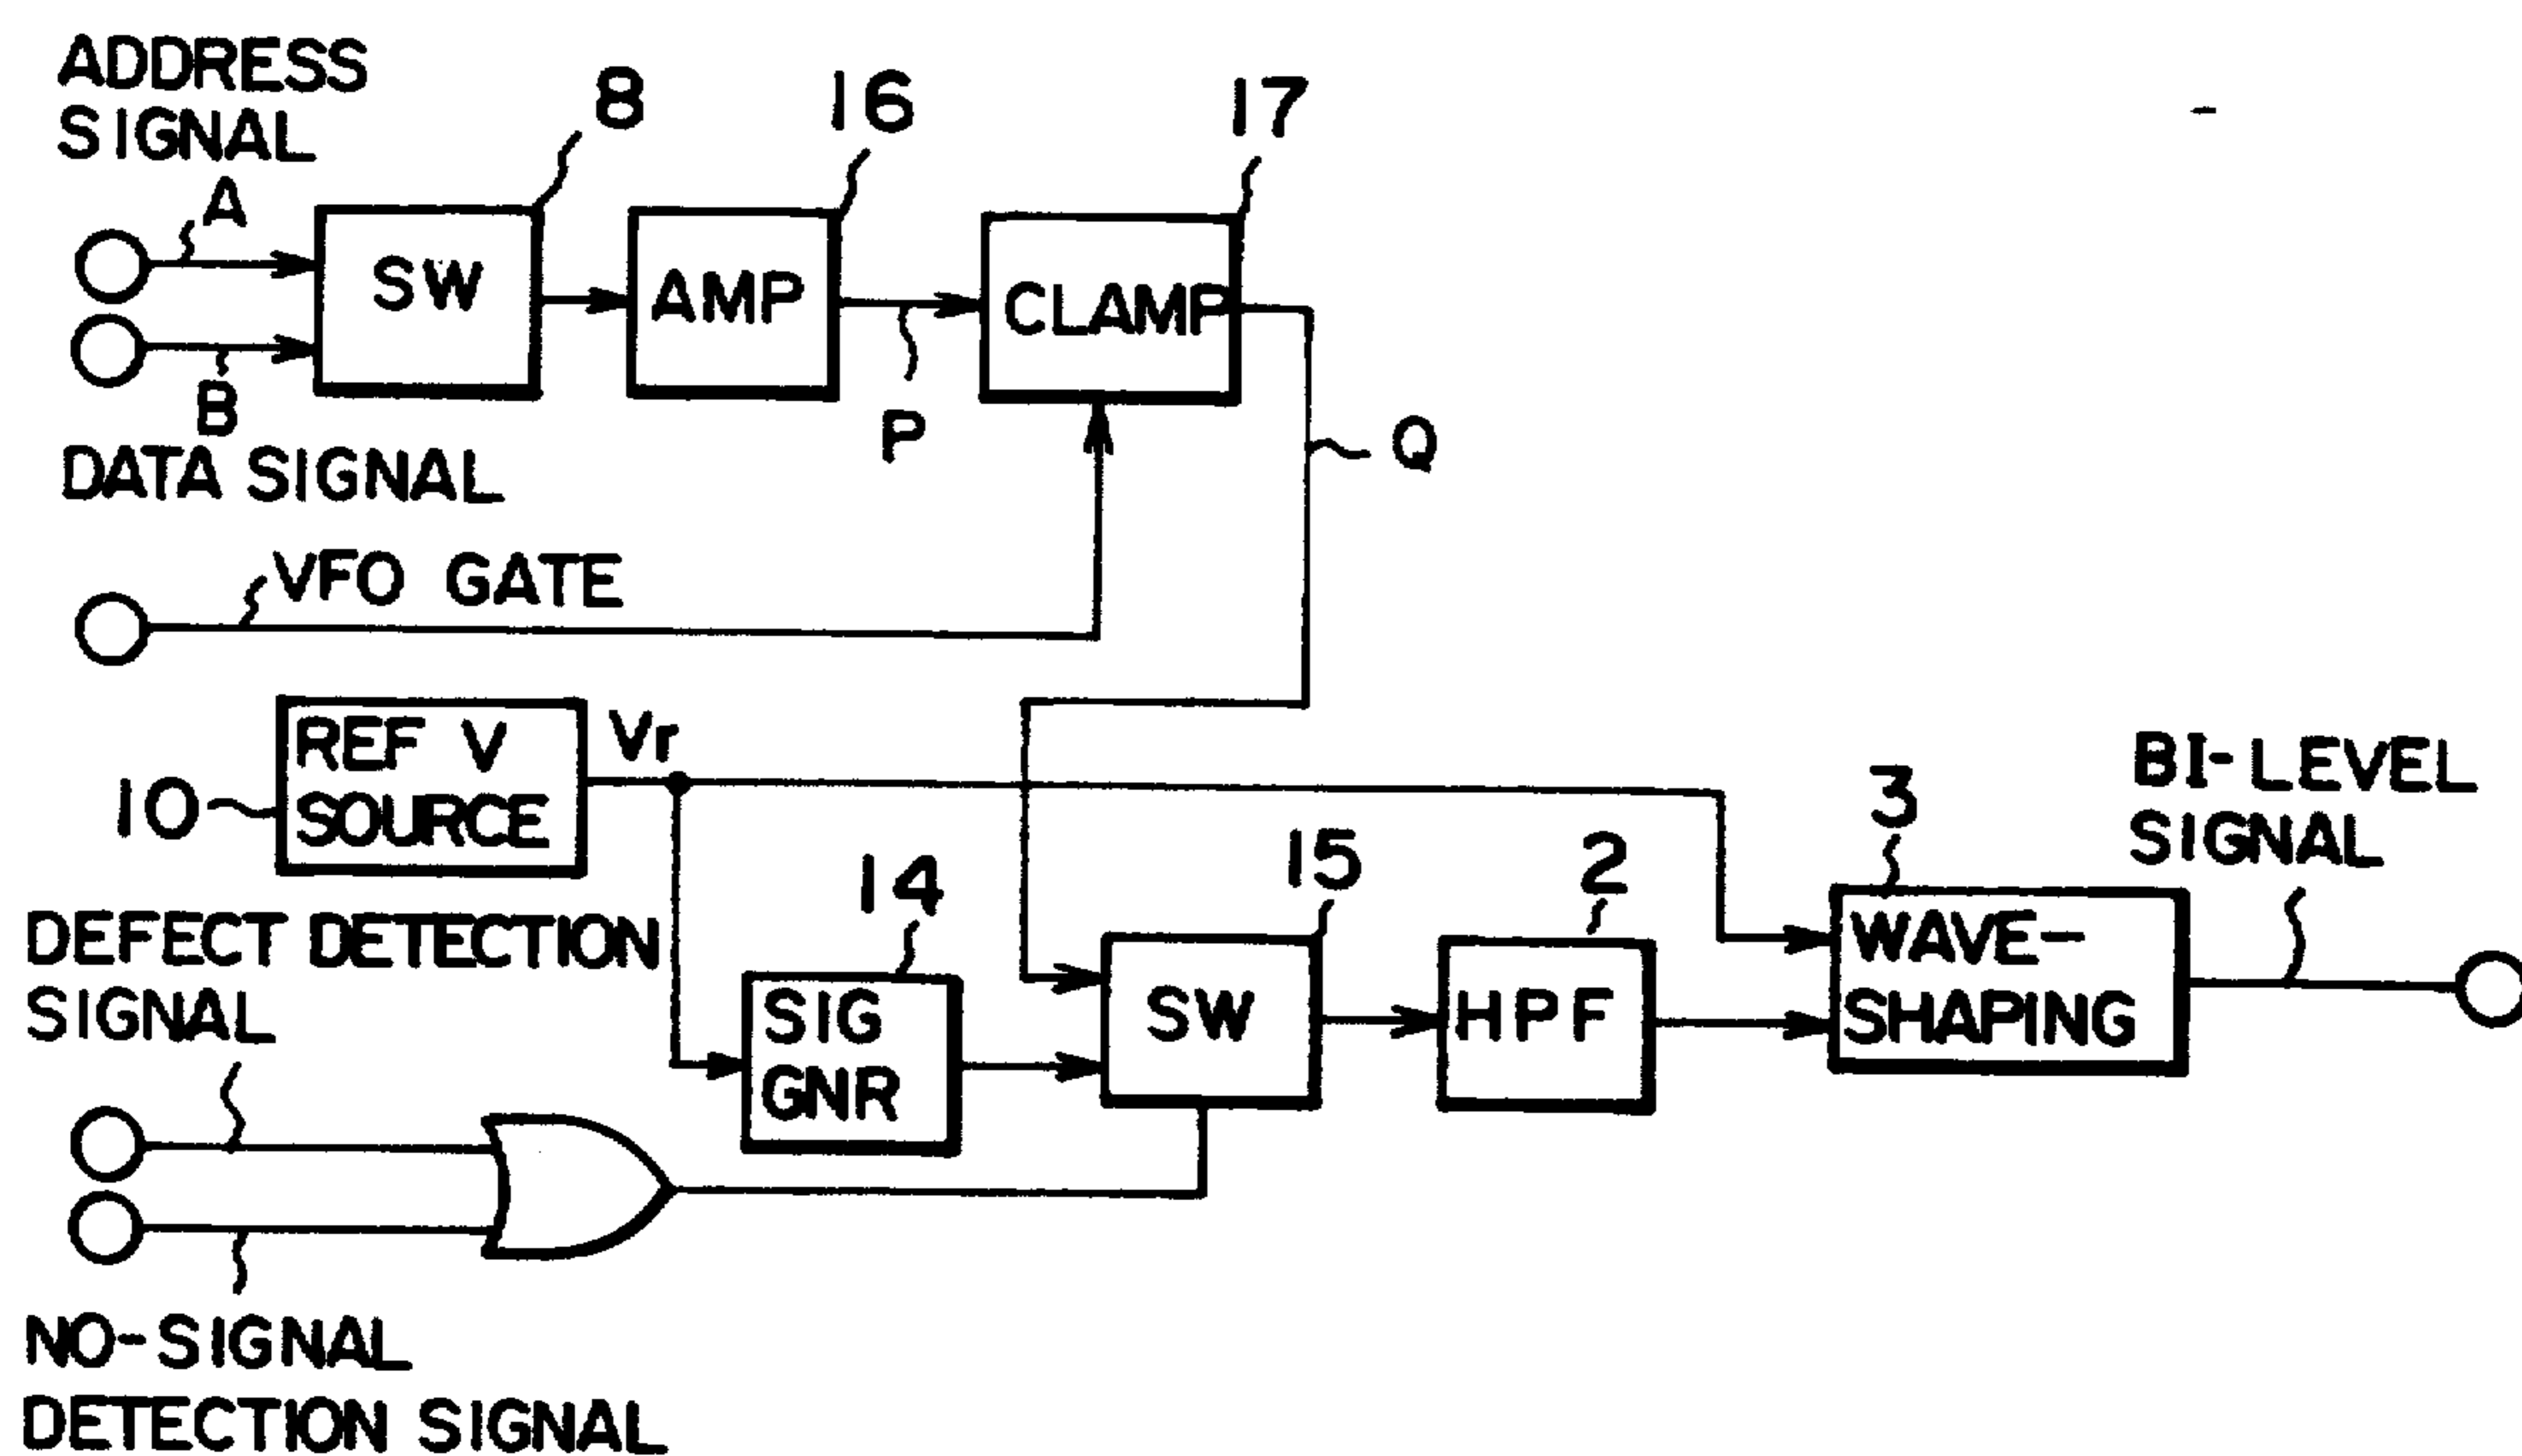 ADDRESS
SIGNAL
A
8
16
17
SW
AMP
CLAMP
B
P
Q
DATA SIGNAL
VFO GATE
REF V
SOURCE
Vr
10
14
15
2
3
BI-LEVEL
SIGNAL
DEFECT DETECTION
SIGNAL
SIG
GNR
SW
HPF
WAVE-
SHAPING
NO-SIGNAL
DETECTION SIGNAL